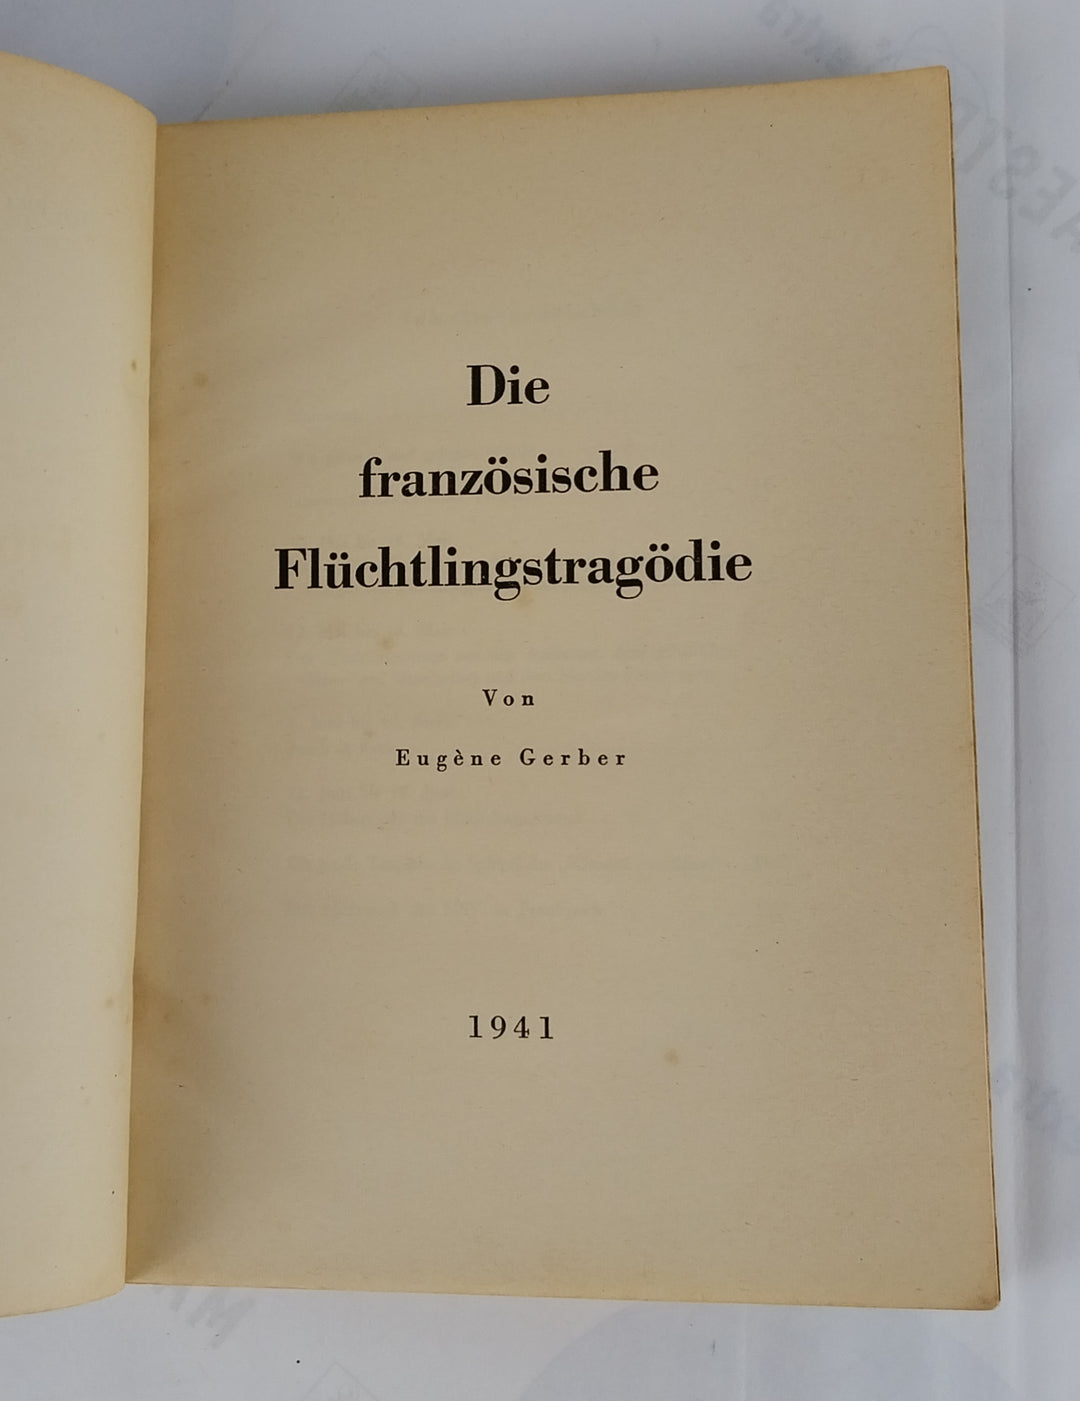 Die
französische
Flüchtlingstragödie
Von
Eugène Gerber
1941